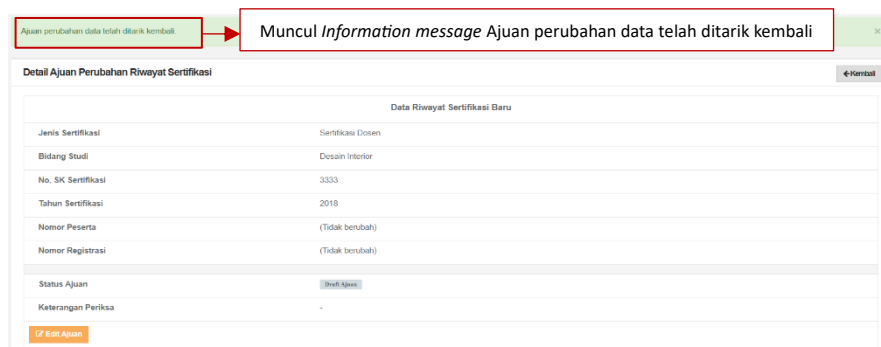 Ajuan perubahan data telah ditarik kembali.
Muncul Information message Ajuan perubahan data telah ditarik kembali
×
Detail Ajuan Perubahan Riwayat Sertifikasi
Kembali
Data Riwayat Sertifikasi Baru
Jenis Sertifikasi Sertifikasi Dosen
Bidang Studi Desain Interior
No. SK Sertifikasi 3333
Tahun Sertifikasi 2018
Nomor Peserta (Tidak berubah)
Nomor Registrasi (Tidak berubah)
Status Ajuan Draft Ajuan
Keterangan Periksa -
Edit Ajuan